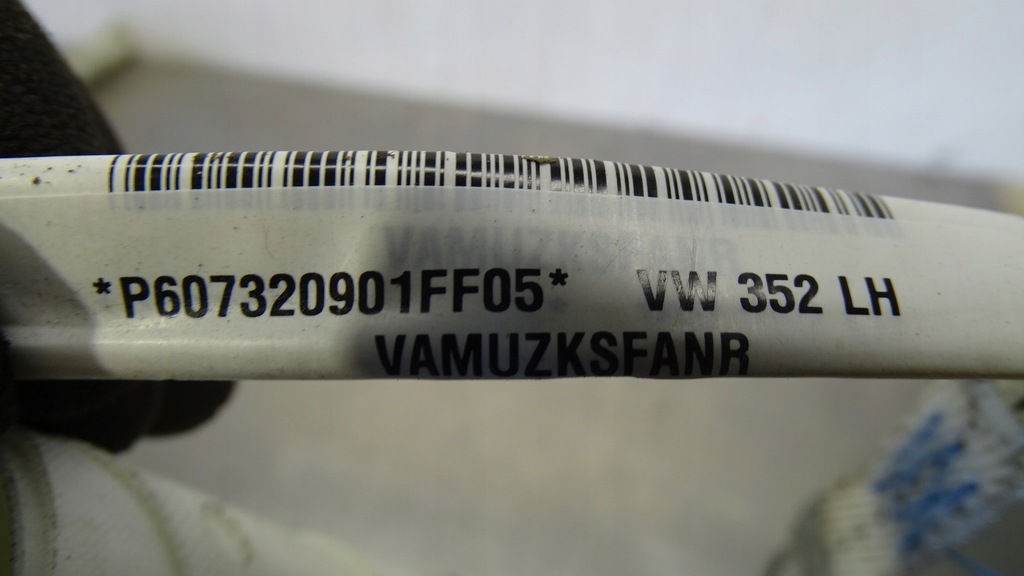 *P607320901FF05* VW 352 LH
VAMUZKSFANR